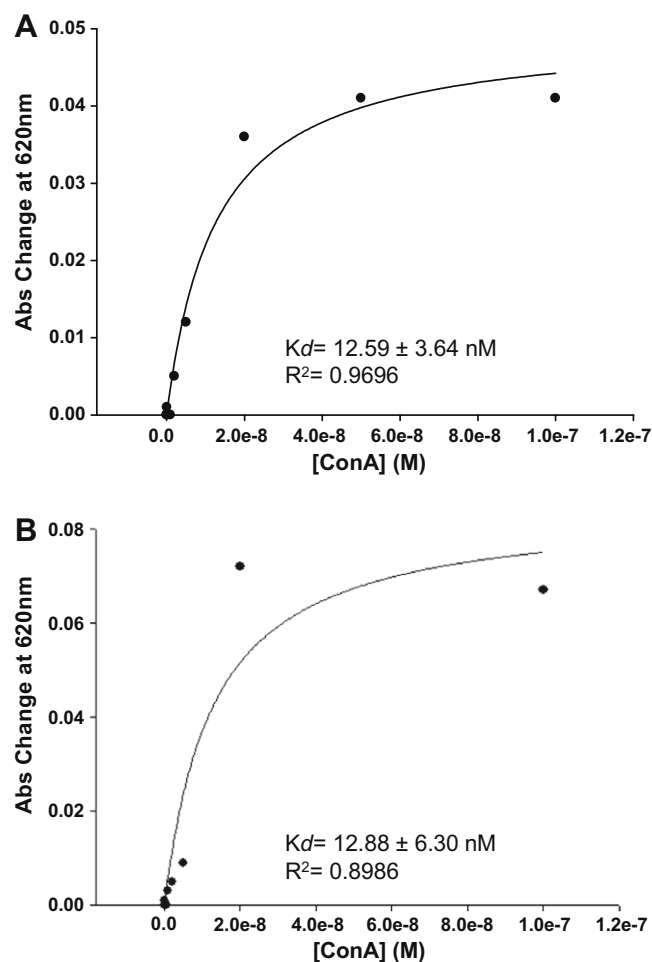 A
Abs Change at 620nm
0.05
0.04
0.03
0.02
0.01
0.00
Kd= 12.59 ± 3.64 nM
R²= 0.9696
0.0 2.0e-8 4.0e-8 6.0e-8 8.0e-8 1.0e-7 1.2e-7
[ConA] (M)
B
Abs Change at 620nm
0.08
0.06
0.04
0.02
0.00
Kd= 12.88 ± 6.30 nM
R²= 0.8986
0.0 2.0e-8 4.0e-8 6.0e-8 8.0e-8 1.0e-7 1.2e-7
[ConA] (M)